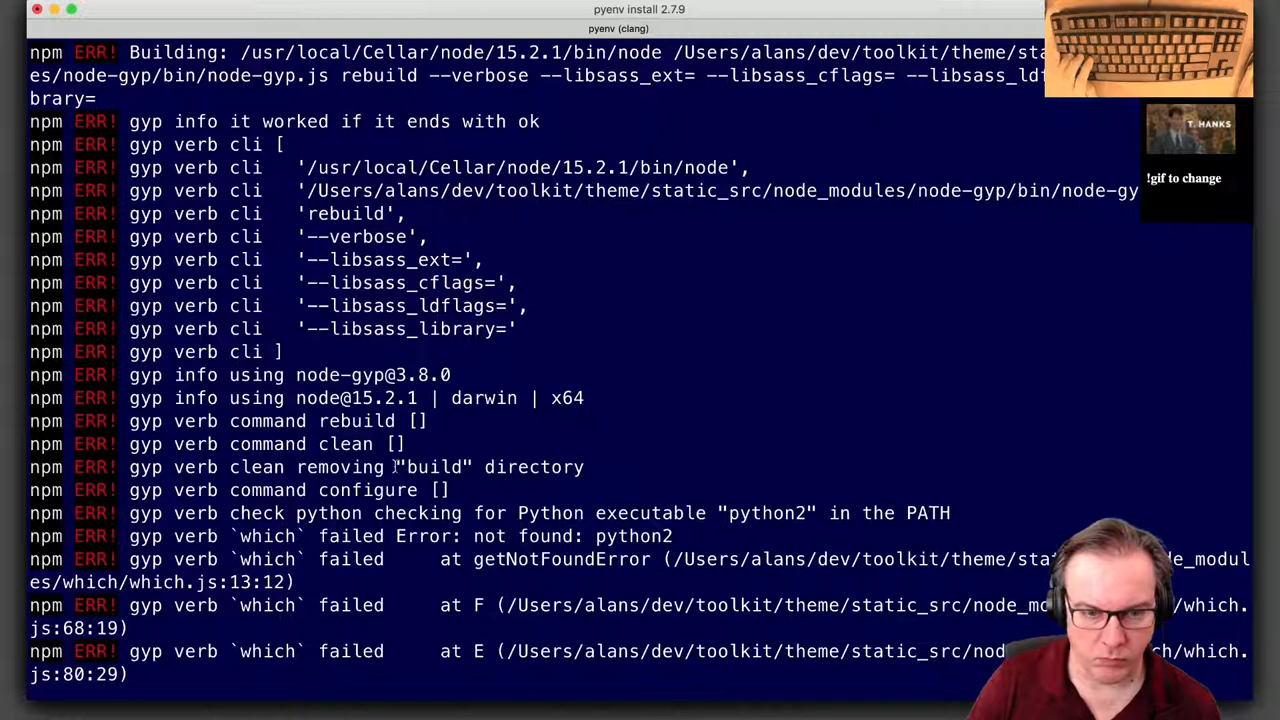 pyenv install 2.7.9
pyenv (clang)
npm ERR! Building: /usr/local/Cellar/node/15.2.1/bin/node /Users/alans/dev/toolkit/theme/sta
es/node-gyp/bin/node-gyp.js rebuild --verbose --libsass_ext= --libsass_cflags= --libsass_ldf
brary=
npm ERR! gyp info it worked if it ends with ok
npm ERR! gyp verb cli [
npm ERR! gyp verb cli   '/usr/local/Cellar/node/15.2.1/bin/node',
npm ERR! gyp verb cli   '/Users/alans/dev/toolkit/theme/static_src/node_modules/node-gyp/bin/node-gy
npm ERR! gyp verb cli   'rebuild',
npm ERR! gyp verb cli   '--verbose',
npm ERR! gyp verb cli   '--libsass_ext=',
npm ERR! gyp verb cli   '--libsass_cflags=',
npm ERR! gyp verb cli   '--libsass_ldflags=',
npm ERR! gyp verb cli   '--libsass_library='
npm ERR! gyp verb cli ]
npm ERR! gyp info using node-gyp@3.8.0
npm ERR! gyp info using node@15.2.1 | darwin | x64
npm ERR! gyp verb command rebuild []
npm ERR! gyp verb command clean []
npm ERR! gyp verb clean removing "build" directory
npm ERR! gyp verb command configure []
npm ERR! gyp verb check python checking for Python executable "python2" in the PATH
npm ERR! gyp verb `which` failed Error: not found: python2
npm ERR! gyp verb `which` failed     at getNotFoundError (/Users/alans/dev/toolkit/theme/sta e_modul
es/which/which.js:13:12)
npm ERR! gyp verb `which` failed     at F (/Users/alans/dev/toolkit/theme/static_src/node_mo /which.
js:68:19)
npm ERR! gyp verb `which` failed     at E (/Users/alans/dev/toolkit/theme/static_src/nod ch/which.
js:80:29)
T. HANKS
!gif to change